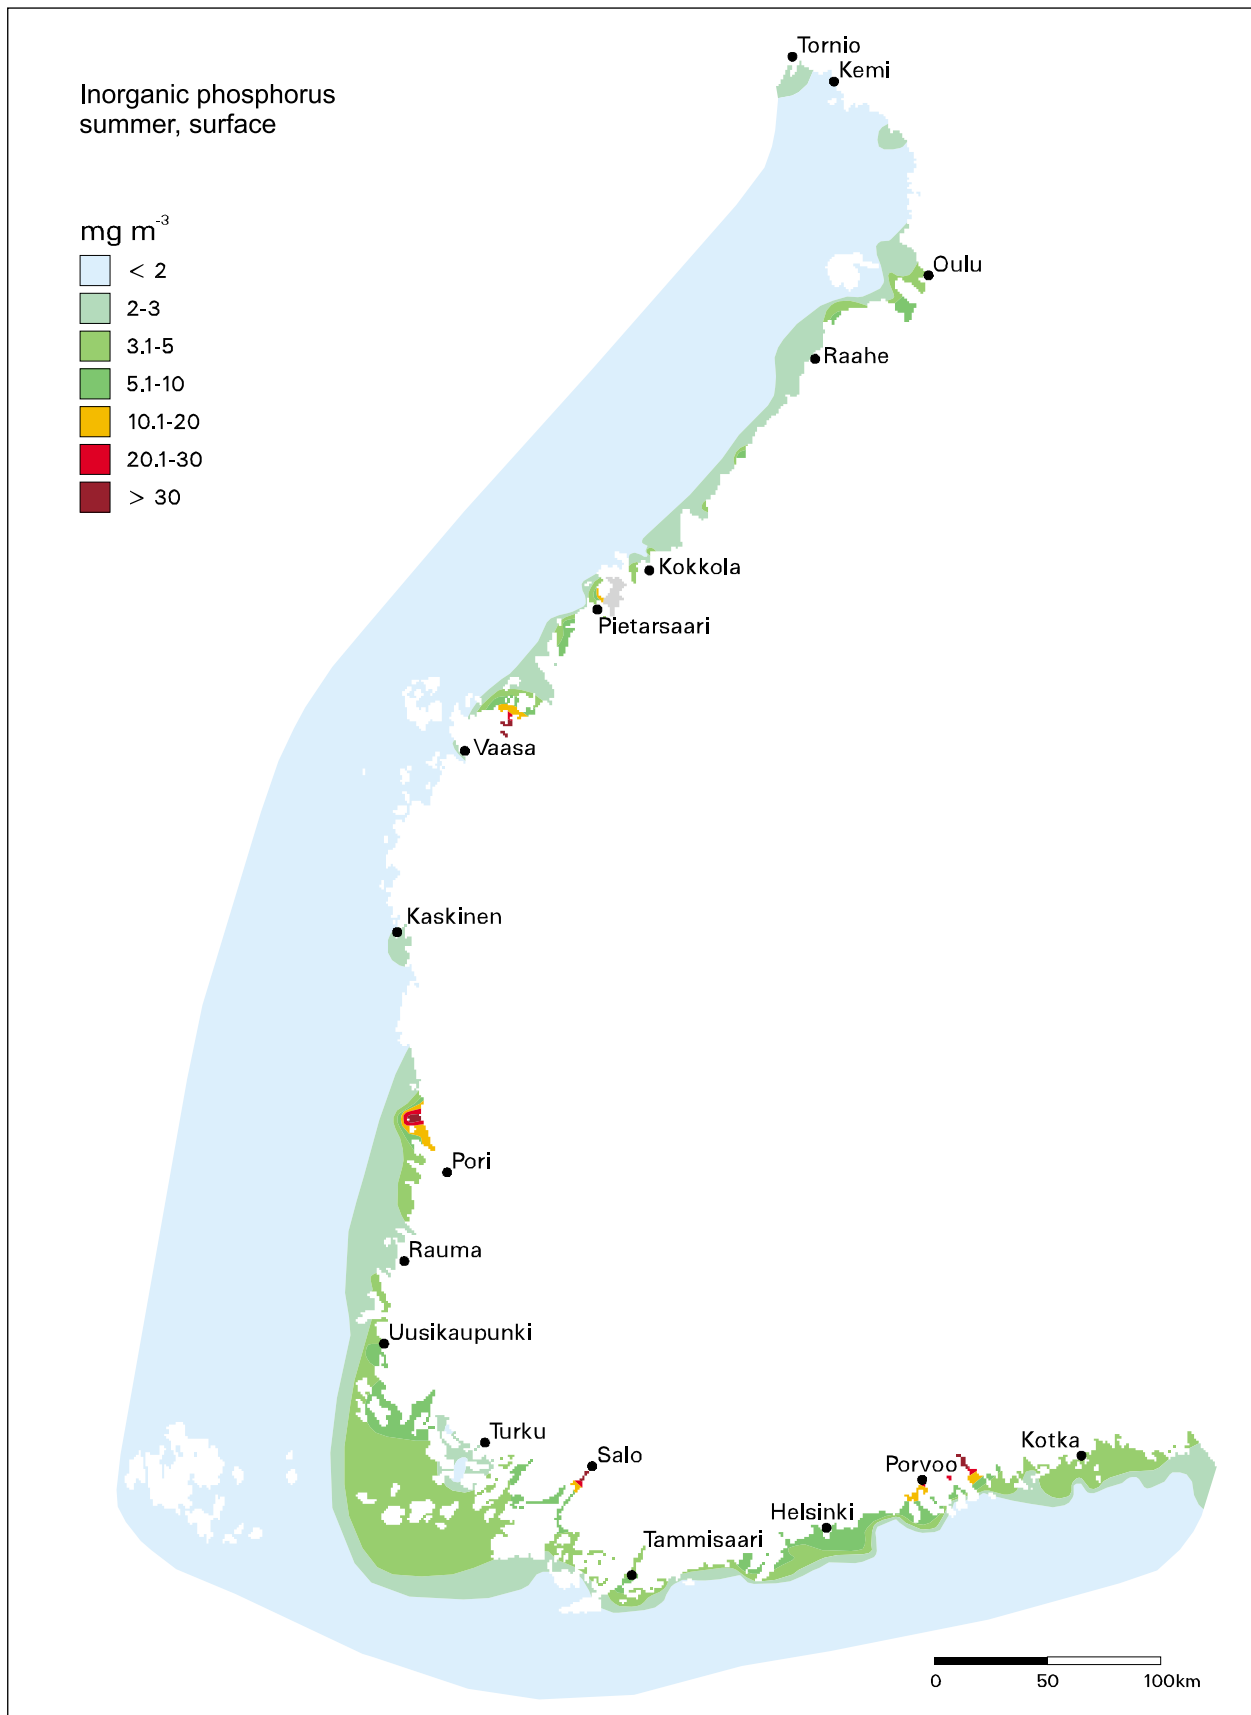 Inorganic phosphorus
summer, surface
mg m⁻³
< 2
2-3
3.1-5
5.1-10
10.1-20
20.1-30
> 30
Tornio
Kemi
Oulu
Raahe
Kokkola
Pietarsaari
Vaasa
Kaskinen
Pori
Rauma
Uusikaupunki
Turku
Salo
Kotka
Porvoo
Helsinki
Tammisaari
0 50 100km